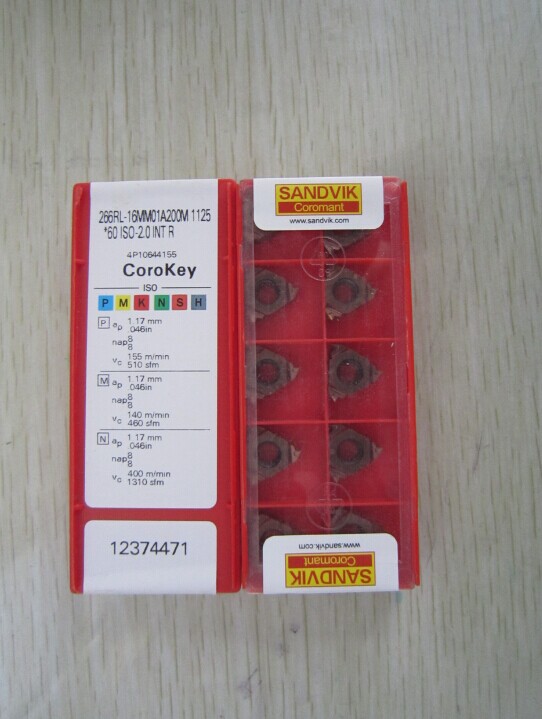 266RL-16MM01A200M 1125
*60 ISO-2.0 INT R
4P10644155
CoroKey
ISO
P M K N S H
P ap 1.17 mm
.046in
nap 8
8
vc 155 m/min
510 sfm
M ap 1.17 mm
.046in
nap 8
8
vc 140 m/min
460 sfm
N ap 1.17 mm
.046in
nap 8
8
vc 400 m/min
1310 sfm
12374471
SANDVIK
Coromant
www.sandvik.com
www.sandvik.com
Coromant
SANDVIK